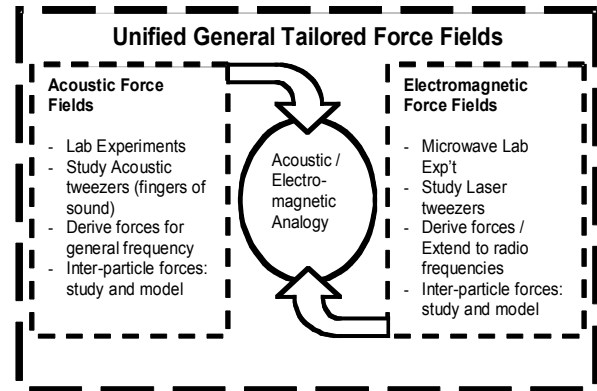 Unified General Tailored Force Fields
Acoustic Force
Fields
- Lab Experiments
- Study Acoustic
tweezers (fingers of
sound)
- Derive forces for
general frequency
- Inter-particle forces:
study and model
Acoustic /
Electro-
magnetic
Analogy
Electromagnetic
Force Fields
- Microwave Lab
Exp't
- Study Laser
tweezers
- Derive forces /
Extend to radio
frequencies
- Inter-particle forces:
study and model